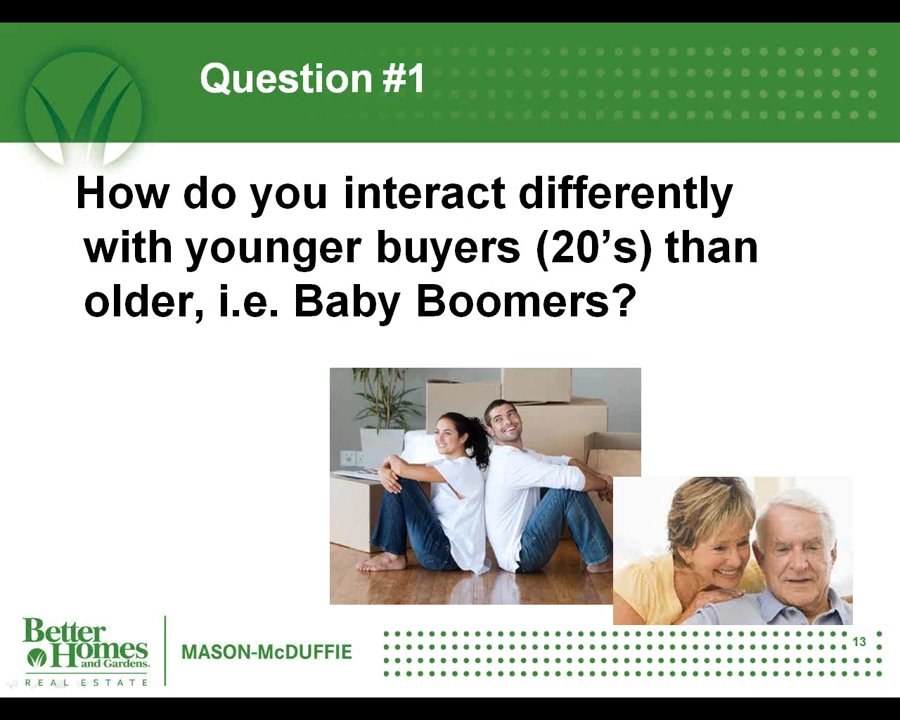 Question #1
How do you interact differently
with younger buyers (20’s) than
older, i.e. Baby Boomers?
Better
Homes
and Gardens.
REAL ESTATE
MASON-McDUFFIE
13